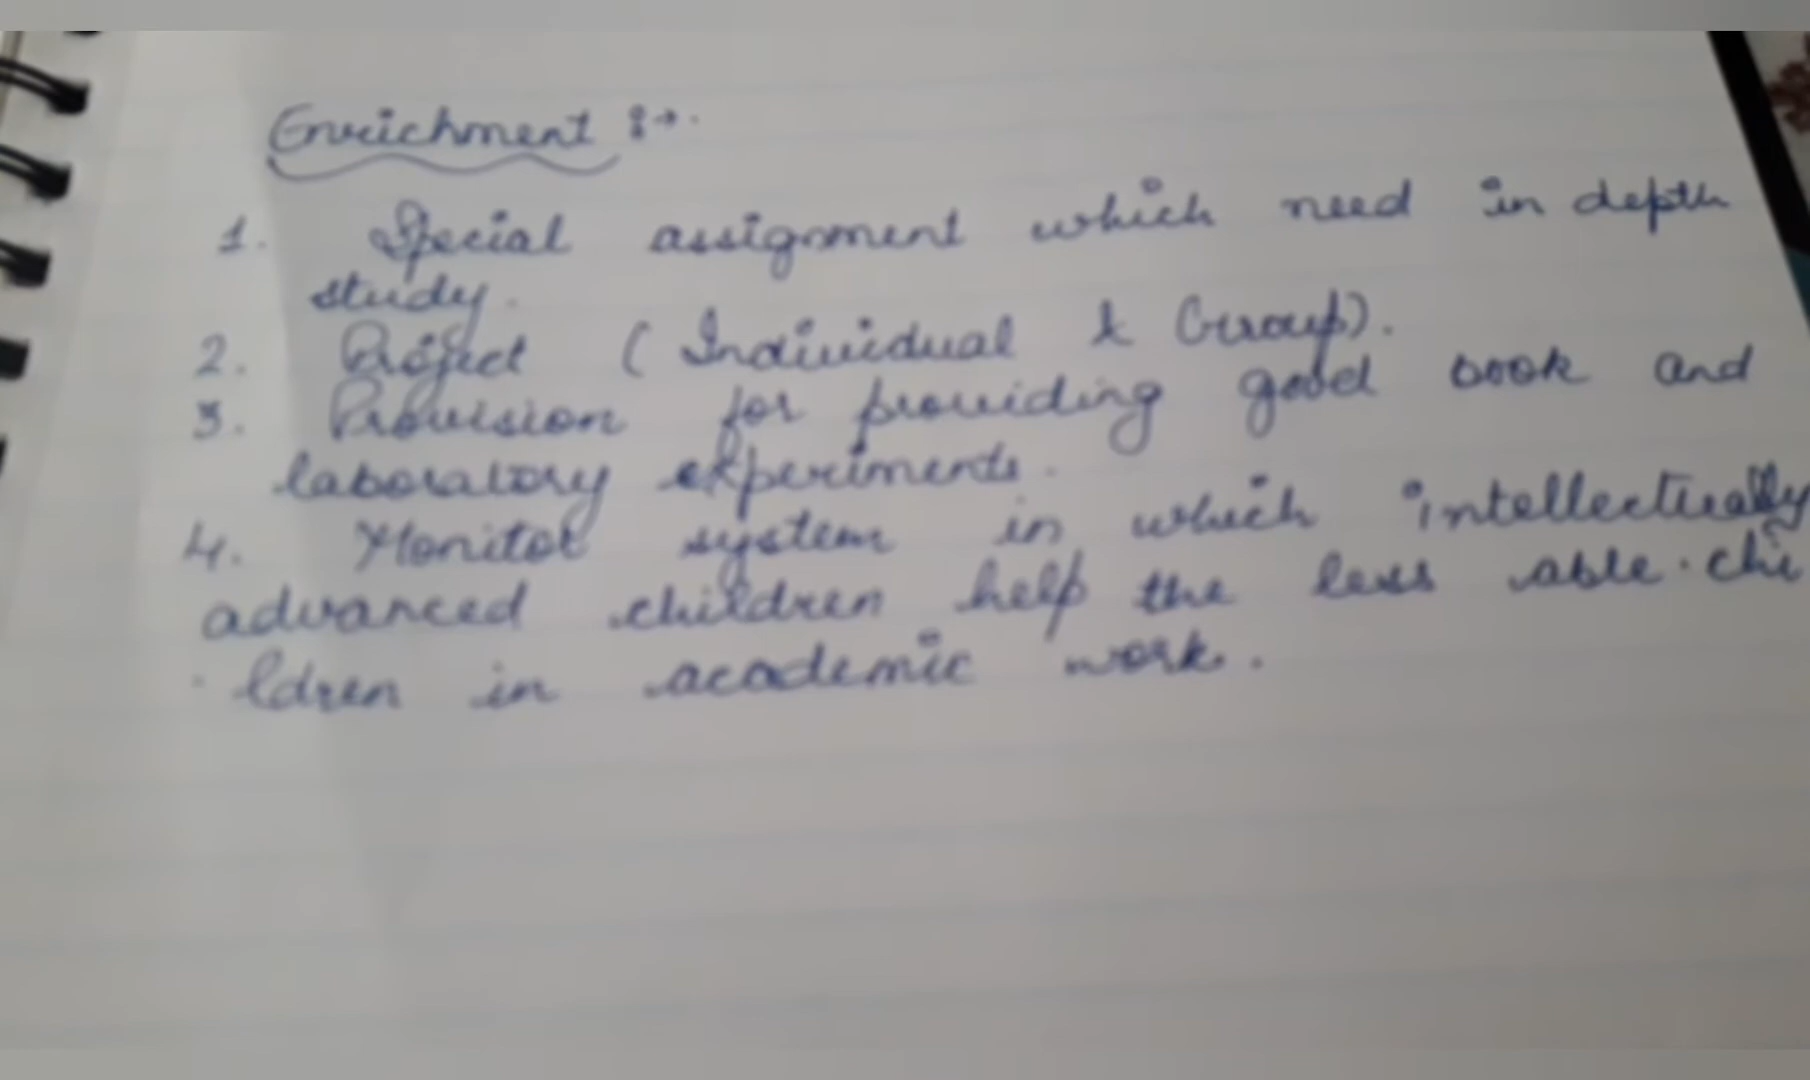 Enrichment :→.
1. Special assignment which need in depth
study.
2. Project ( Individual & Group).
3. Provision for providing good book and
laboratory experiments.
4. Monitor system in which intellectually
advanced children help the less able chi
ldren in academic work.